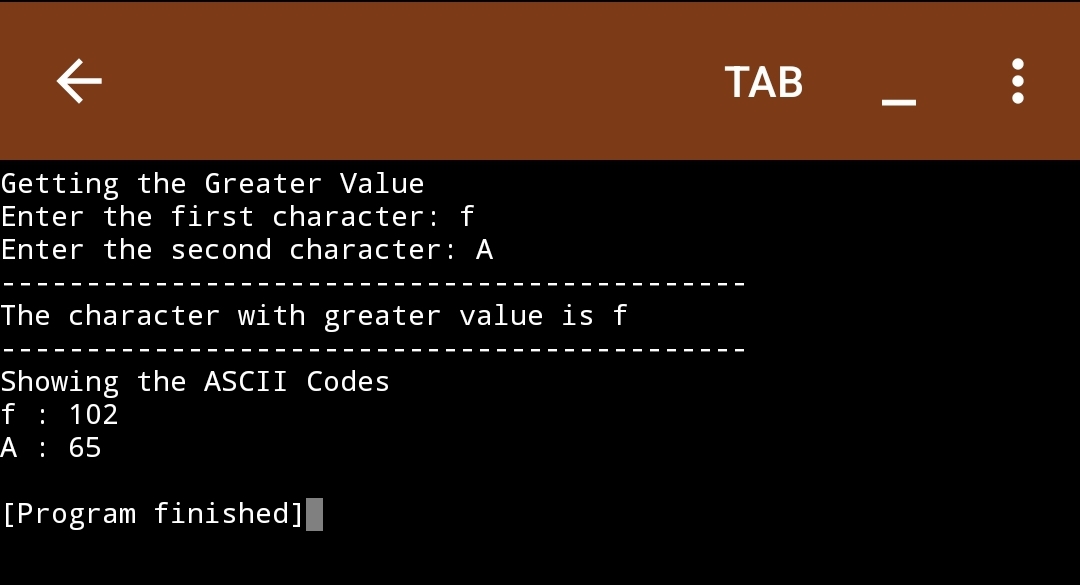 TAB
Getting the Greater Value
Enter the first character: f
Enter the second character: A
--------------------------------------------
The character with greater value is f
--------------------------------------------
Showing the ASCII Codes
f : 102
A : 65
[Program finished]